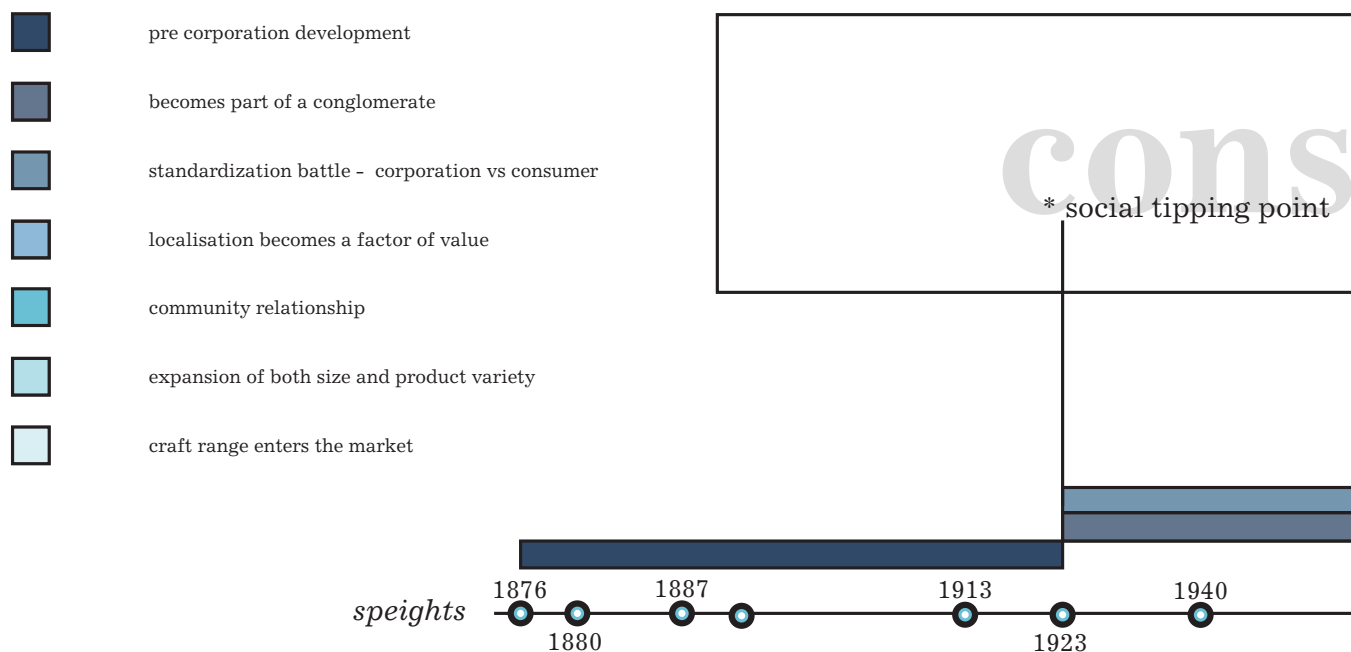 pre corporation development
becomes part of a conglomerate
standardization battle - corporation vs consumer
localisation becomes a factor of value
community relationship
expansion of both size and product variety
craft range enters the market
cons
* social tipping point
1876
1887
1913
1940
speights
1880
1923